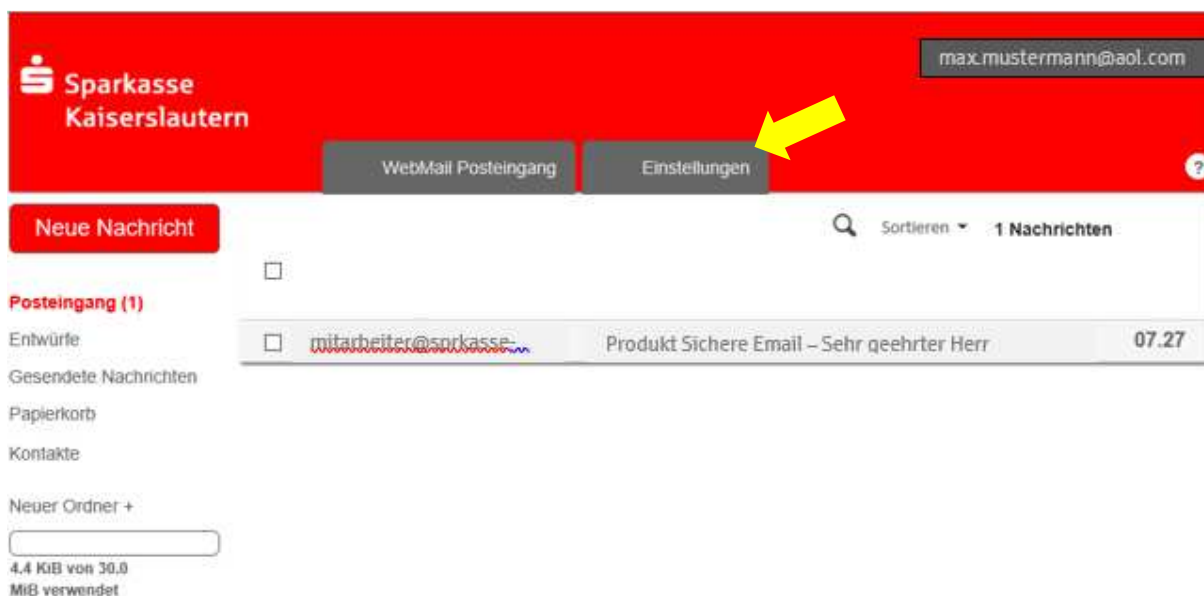 max.mustermann@aol.com
Sparkasse
Kaiserslautern
WebMail Posteingang
Einstellungen
?
Neue Nachricht
Sortieren
1 Nachrichten
Posteingang (1)
mitarbeiter@sprkasse-
Produkt Sichere Email – Sehr geehrter Herr
07.27
Entwürfe
Gesendete Nachrichten
Papierkorb
Kontakte
Neuer Ordner +
4.4 KiB von 30.0
MiB verwendet